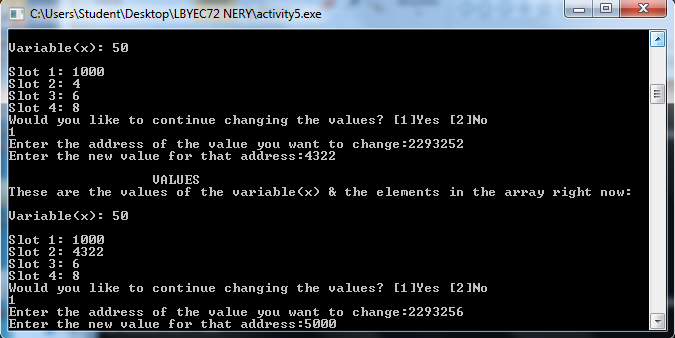 C:\Users\Student\Desktop\LBYEC72 NERY\activity5.exe
Variable(x): 50
Slot 1: 1000
Slot 2: 4
Slot 3: 6
Slot 4: 8
Would you like to continue changing the values? [1]Yes [2]No
1
Enter the address of the value you want to change:2293252
Enter the new value for that address:4322
VALUES
These are the values of the variable(x) & the elements in the array right now:
Variable(x): 50
Slot 1: 1000
Slot 2: 4322
Slot 3: 6
Slot 4: 8
Would you like to continue changing the values? [1]Yes [2]No
1
Enter the address of the value you want to change:2293256
Enter the new value for that address:5000